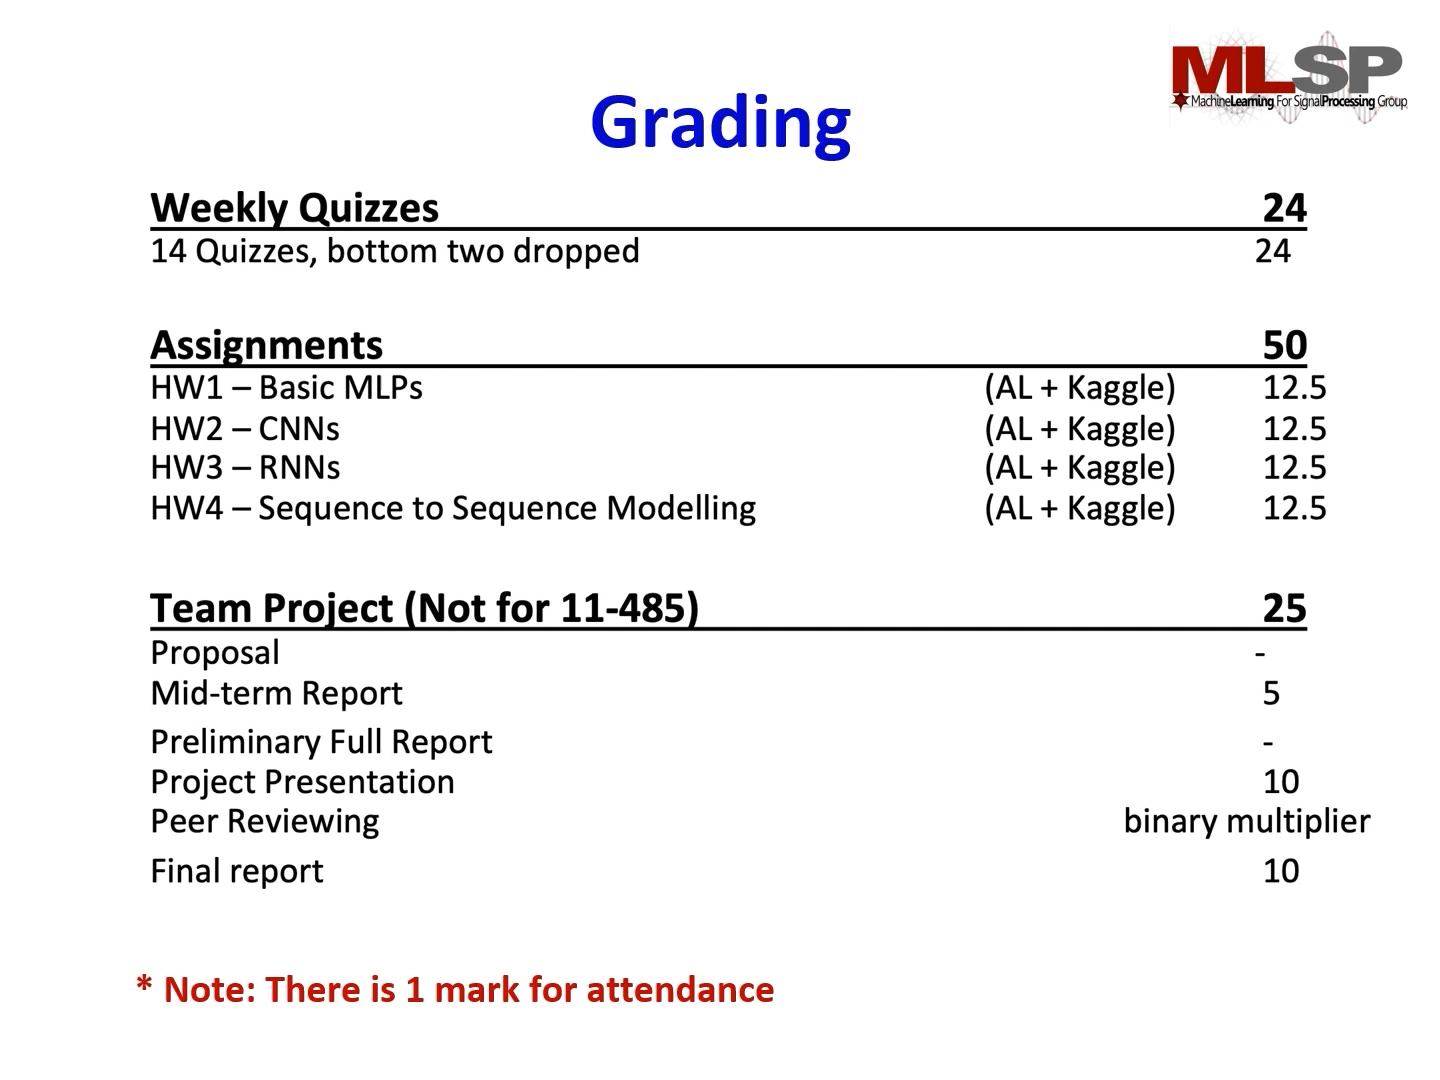 MLSP
MachineLearning For SignalProcessing Group
Grading
Weekly Quizzes 24
14 Quizzes, bottom two dropped 24
Assignments 50
HW1 – Basic MLPs (AL + Kaggle) 12.5
HW2 – CNNs (AL + Kaggle) 12.5
HW3 – RNNs (AL + Kaggle) 12.5
HW4 – Sequence to Sequence Modelling (AL + Kaggle) 12.5
Team Project (Not for 11-485) 25
Proposal -
Mid-term Report 5
Preliminary Full Report -
Project Presentation 10
Peer Reviewing binary multiplier
Final report 10
* Note: There is 1 mark for attendance